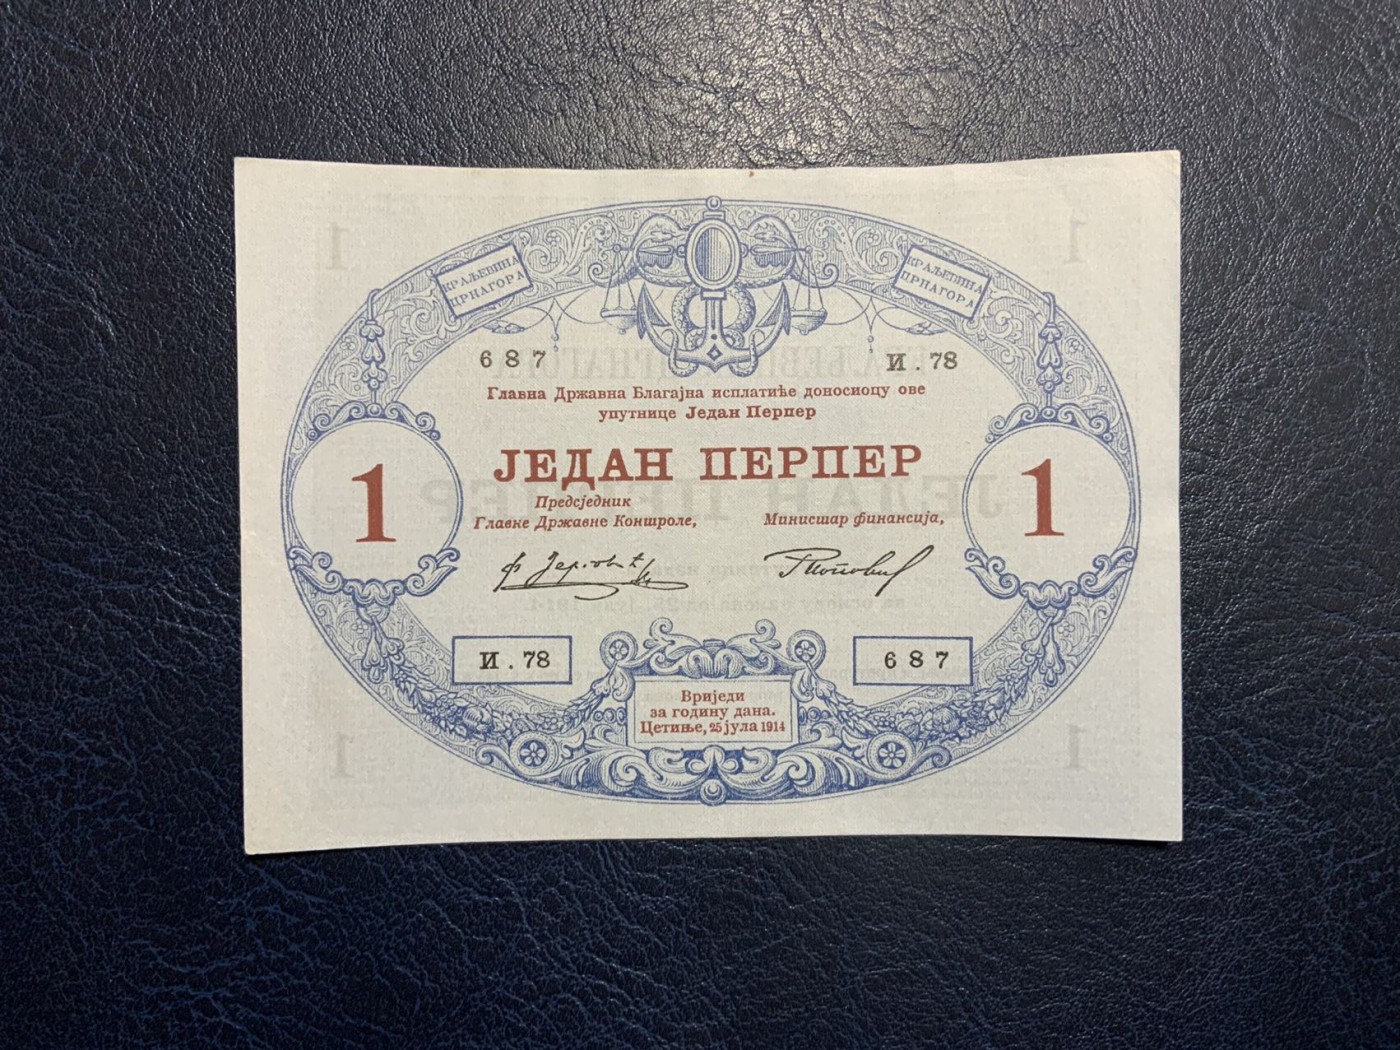 КРАЉЕВИНА
ЦРНАГОРА
КРАЉЕВИНА
ЦРНАГОРА
687
И. 78
Главна Државна Благајна исплатиће доносиоцу ове
упутнице Један Перпер
ЈЕДАН ПЕРПЕР
1
1
Предсједник
Главне Државне Контроле,
Министар финансија,
И. 78
687
Вриједи
за годину дана.
Цетиње, 25 јула 1914